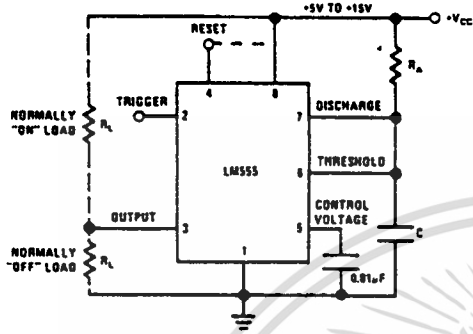 +5V TO +15V
+VCC
RESET
RA
4
8
NORMALLY
"ON" LOAD
RL
TRIGGER
2
7
DISCHARGE
LM555
6
THRESHOLD
OUTPUT
3
CONTROL
VOLTAGE
5
C
NORMALLY
"OFF" LOAD
RL
1
0.01µF